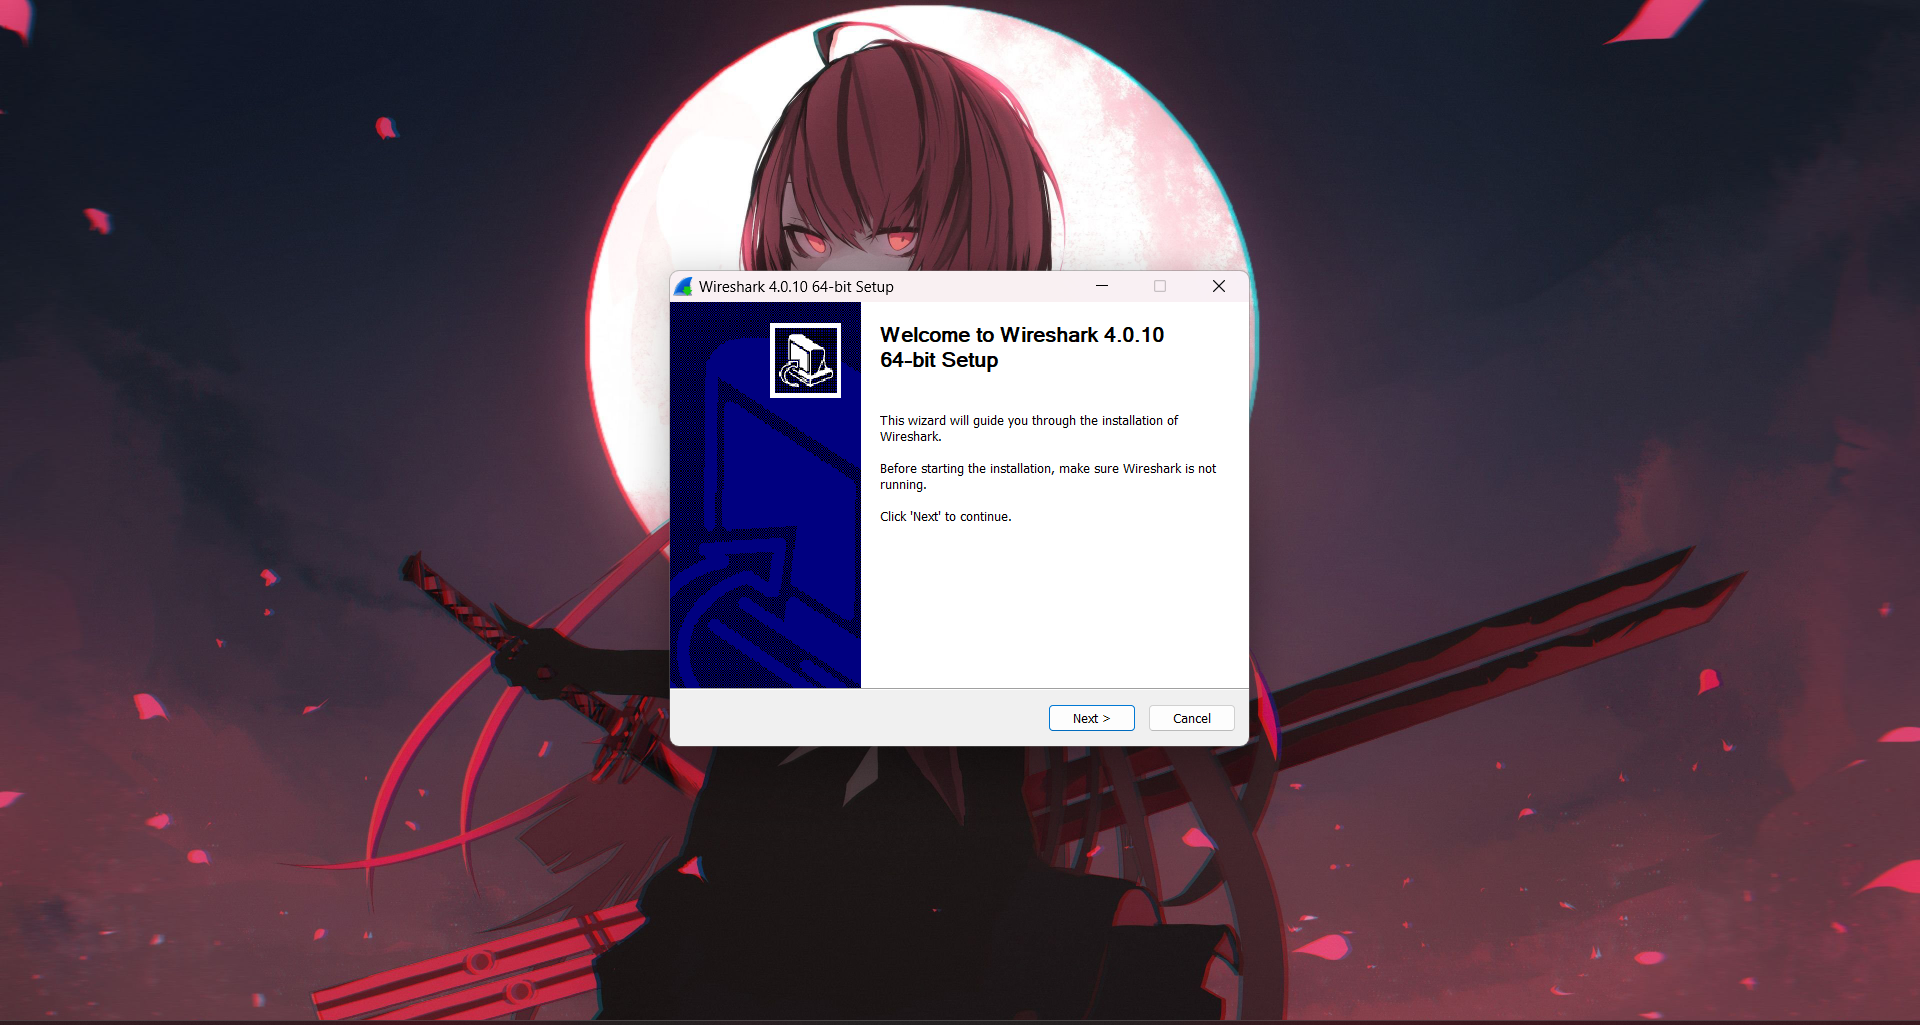 Wireshark 4.0.10 64-bit Setup
Welcome to Wireshark 4.0.10
64-bit Setup
This wizard will guide you through the installation of
Wireshark.
Before starting the installation, make sure Wireshark is not
running.
Click 'Next' to continue.
Next >
Cancel